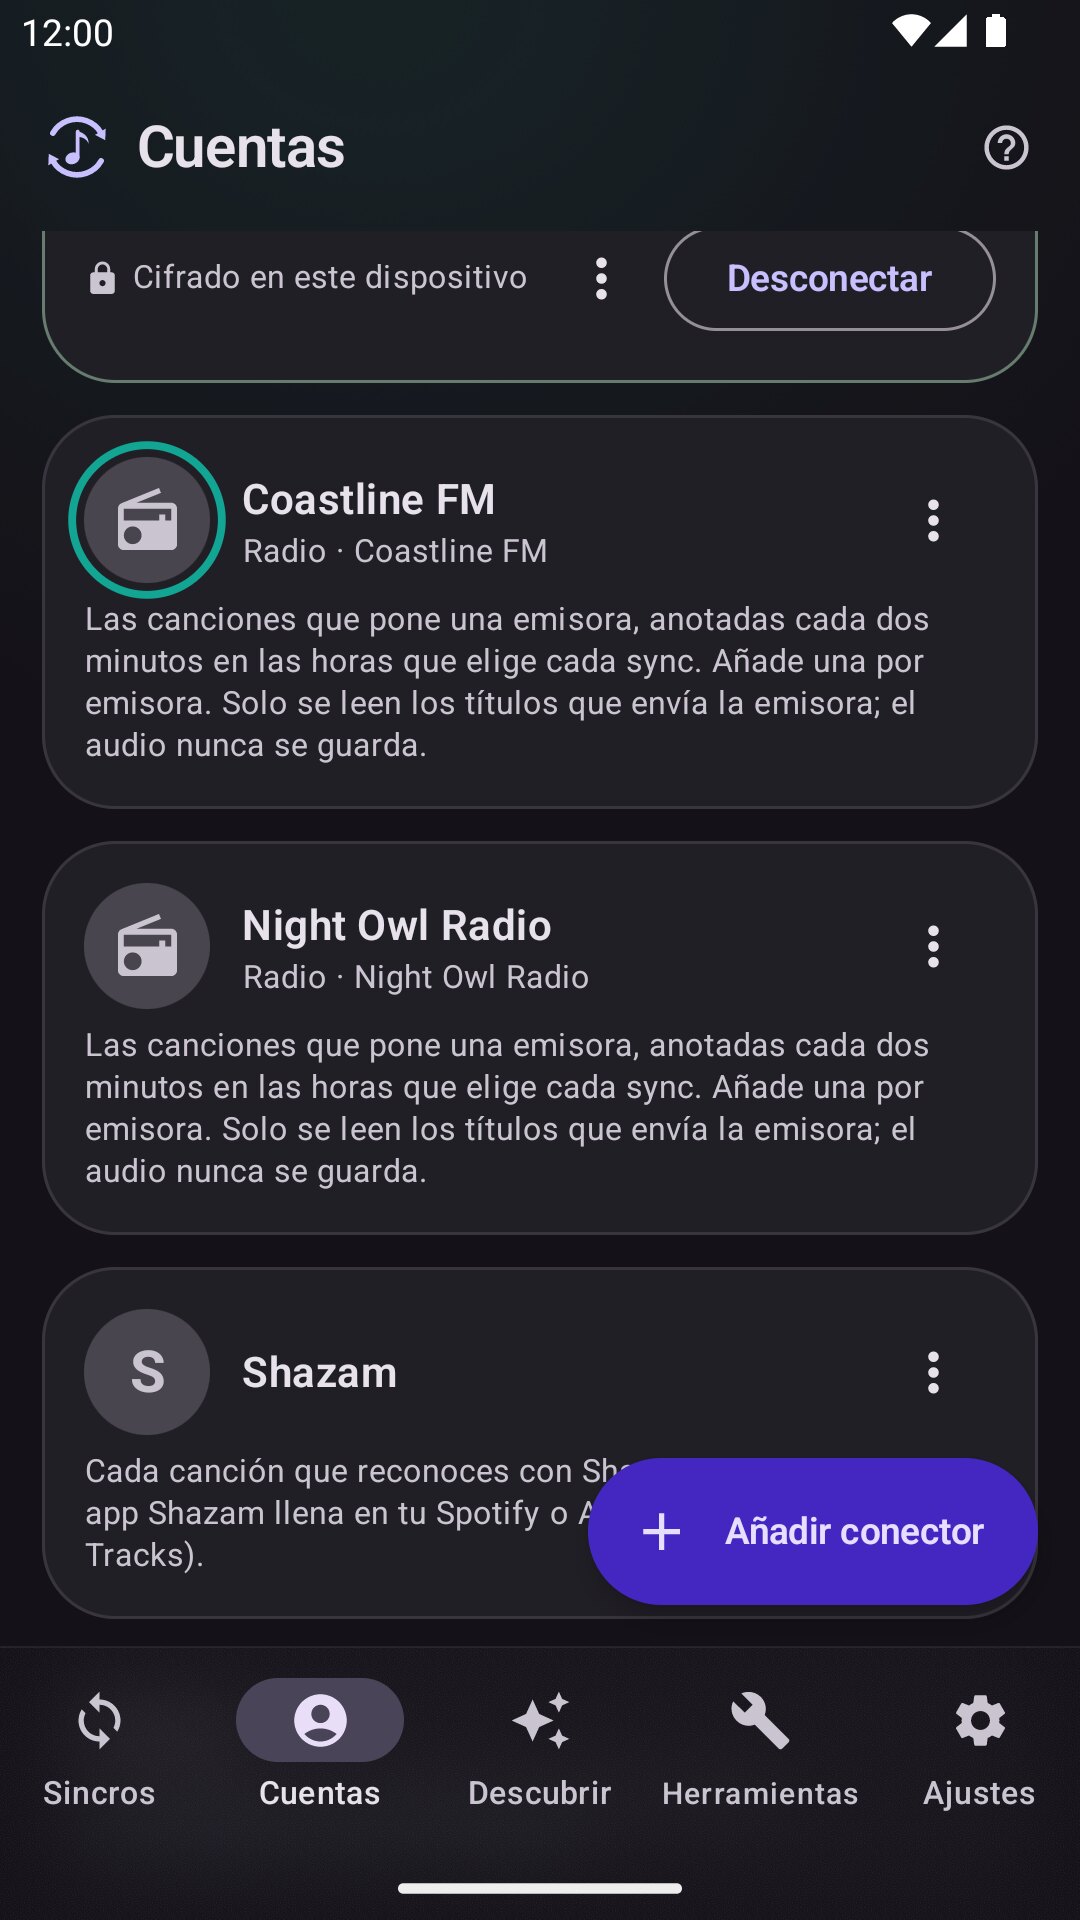 12:00
Cuentas
Cifrado en este dispositivo
Desconectar
Coastline FM
Radio · Coastline FM
Las canciones que pone una emisora, anotadas cada dos
minutos en las horas que elige cada sync. Añade una por
emisora. Solo se leen los títulos que envía la emisora; el
audio nunca se guarda.
Night Owl Radio
Radio · Night Owl Radio
Las canciones que pone una emisora, anotadas cada dos
minutos en las horas que elige cada sync. Añade una por
emisora. Solo se leen los títulos que envía la emisora; el
audio nunca se guarda.
S
Shazam
Cada canción que reconoces con
app Shazam llena en tu Spotify o
Tracks).
Añadir conector
Sincros
Cuentas
Descubrir
Herramientas
Ajustes